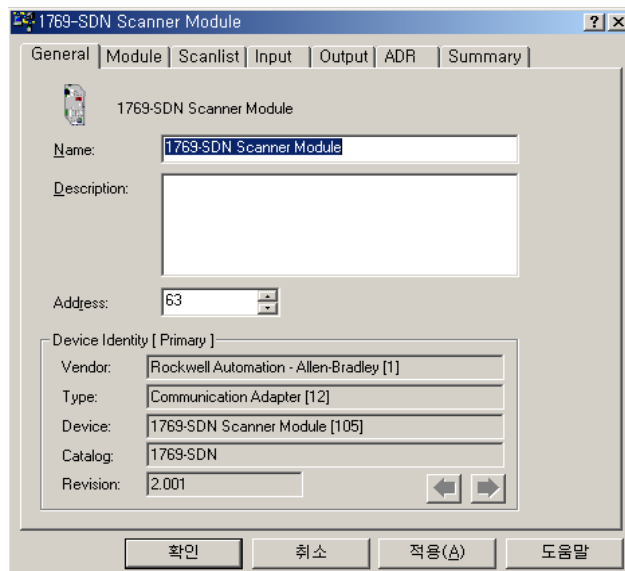 1769-SDN Scanner Module
General Module Scanlist Input Output ADR Summary
1769-SDN Scanner Module
Name: 1769-SDN Scanner Module
Description:
Address: 63
Device Identity [ Primary ]
Vendor: Rockwell Automation - Allen-Bradley [1]
Type: Communication Adapter [12]
Device: 1769-SDN Scanner Module [105]
Catalog: 1769-SDN
Revision: 2.001
확인 취소 적용(A) 도움말